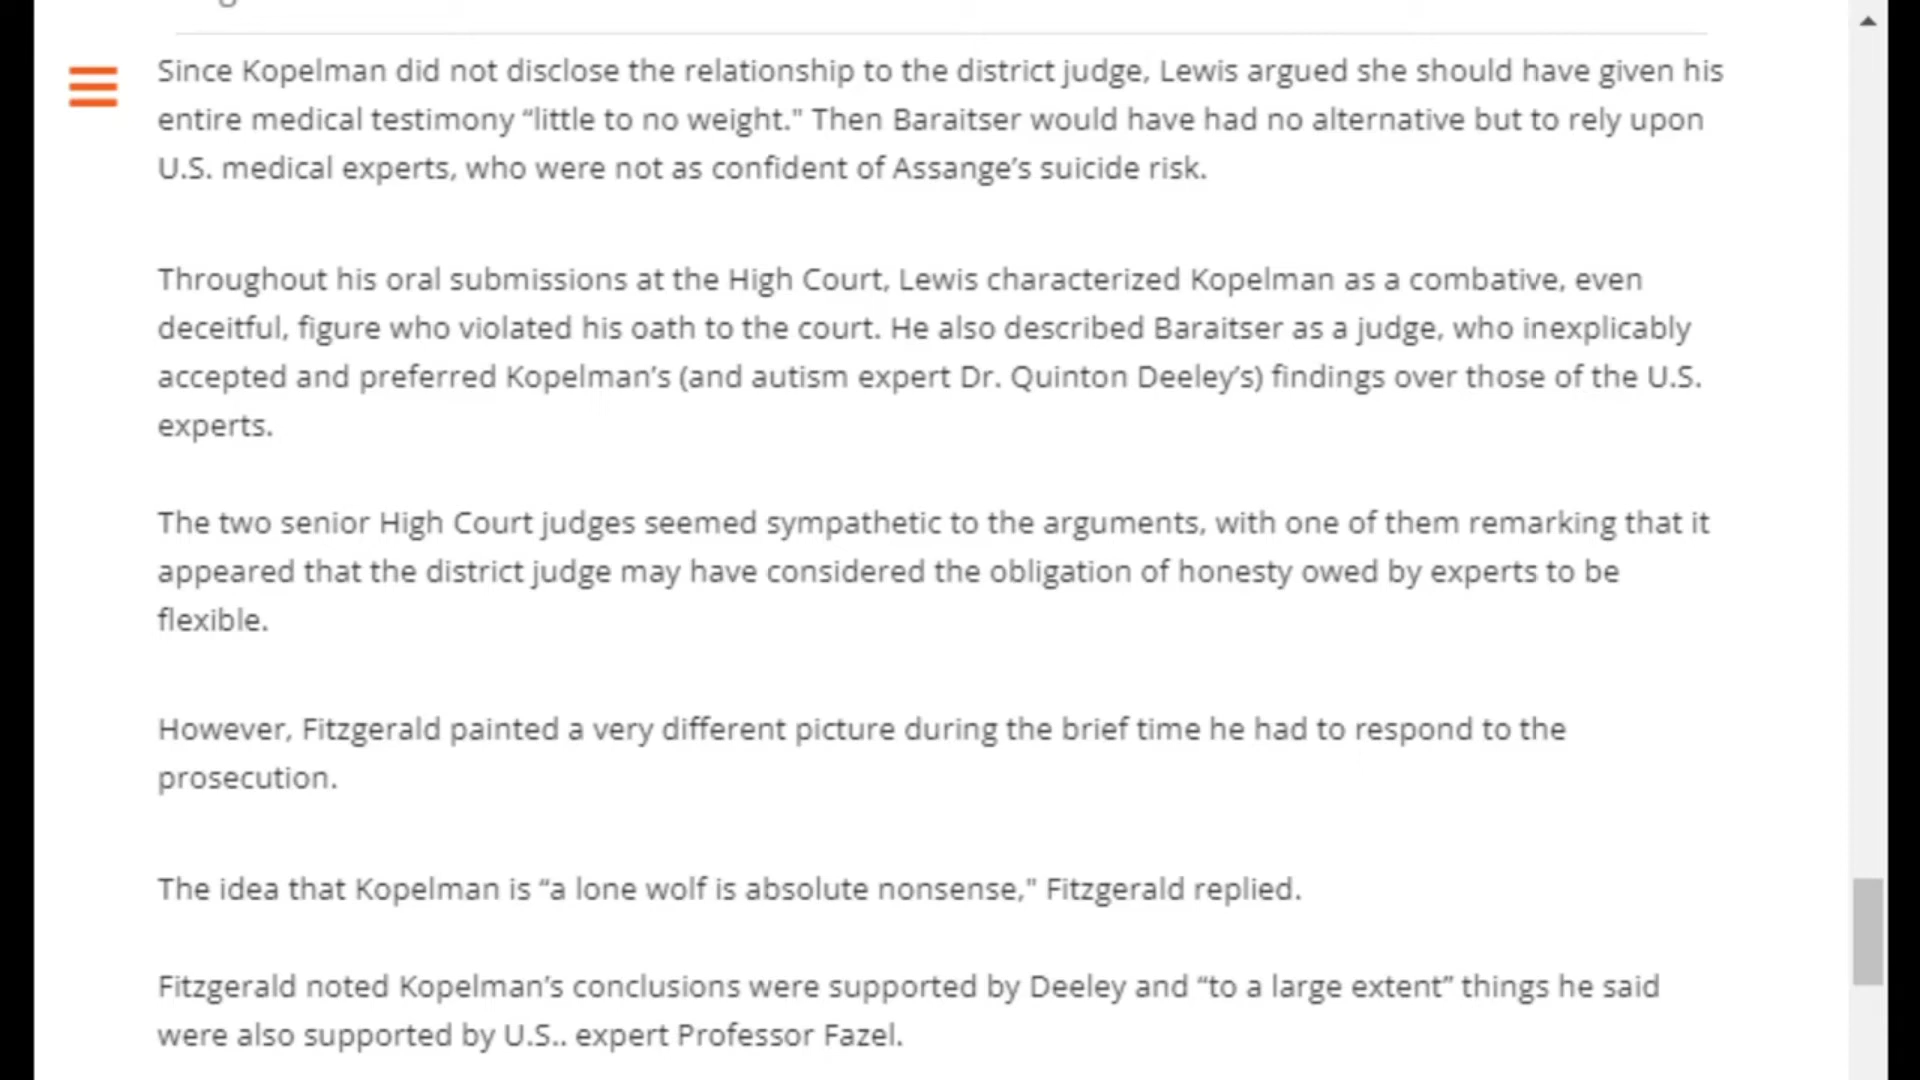 Since Kopelman did not disclose the relationship to the district judge, Lewis argued she should have given his
entire medical testimony “little to no weight." Then Baraitser would have had no alternative but to rely upon
U.S. medical experts, who were not as confident of Assange’s suicide risk.
Throughout his oral submissions at the High Court, Lewis characterized Kopelman as a combative, even
deceitful, figure who violated his oath to the court. He also described Baraitser as a judge, who inexplicably
accepted and preferred Kopelman’s (and autism expert Dr. Quinton Deeley’s) findings over those of the U.S.
experts.
The two senior High Court judges seemed sympathetic to the arguments, with one of them remarking that it
appeared that the district judge may have considered the obligation of honesty owed by experts to be
flexible.
However, Fitzgerald painted a very different picture during the brief time he had to respond to the
prosecution.
The idea that Kopelman is “a lone wolf is absolute nonsense," Fitzgerald replied.
Fitzgerald noted Kopelman’s conclusions were supported by Deeley and “to a large extent” things he said
were also supported by U.S.. expert Professor Fazel.